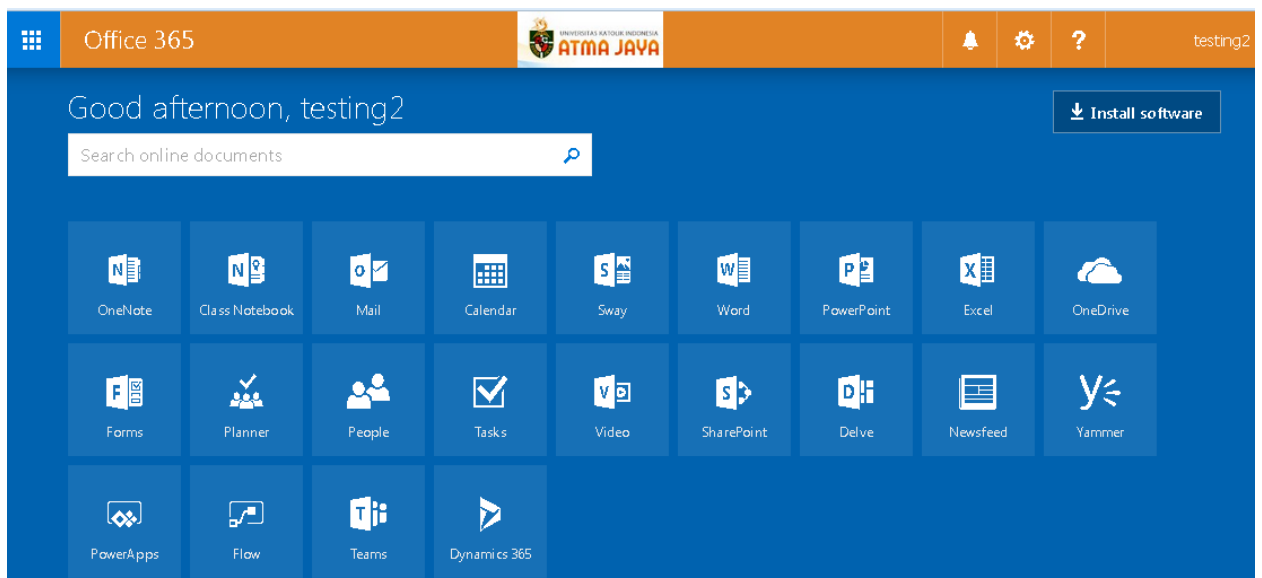 Office 365
UNIVERSITAS KATOLIK INDONESIA
ATMA JAYA
?
testing2
Good afternoon, testing2
Install software
Search online documents
OneNote
Class Notebook
Mail
Calendar
Sway
Word
PowerPoint
Excel
OneDrive
Forms
Planner
People
Tasks
Video
SharePoint
Delve
Newsfeed
Yammer
PowerApps
Flow
Teams
Dynamics 365